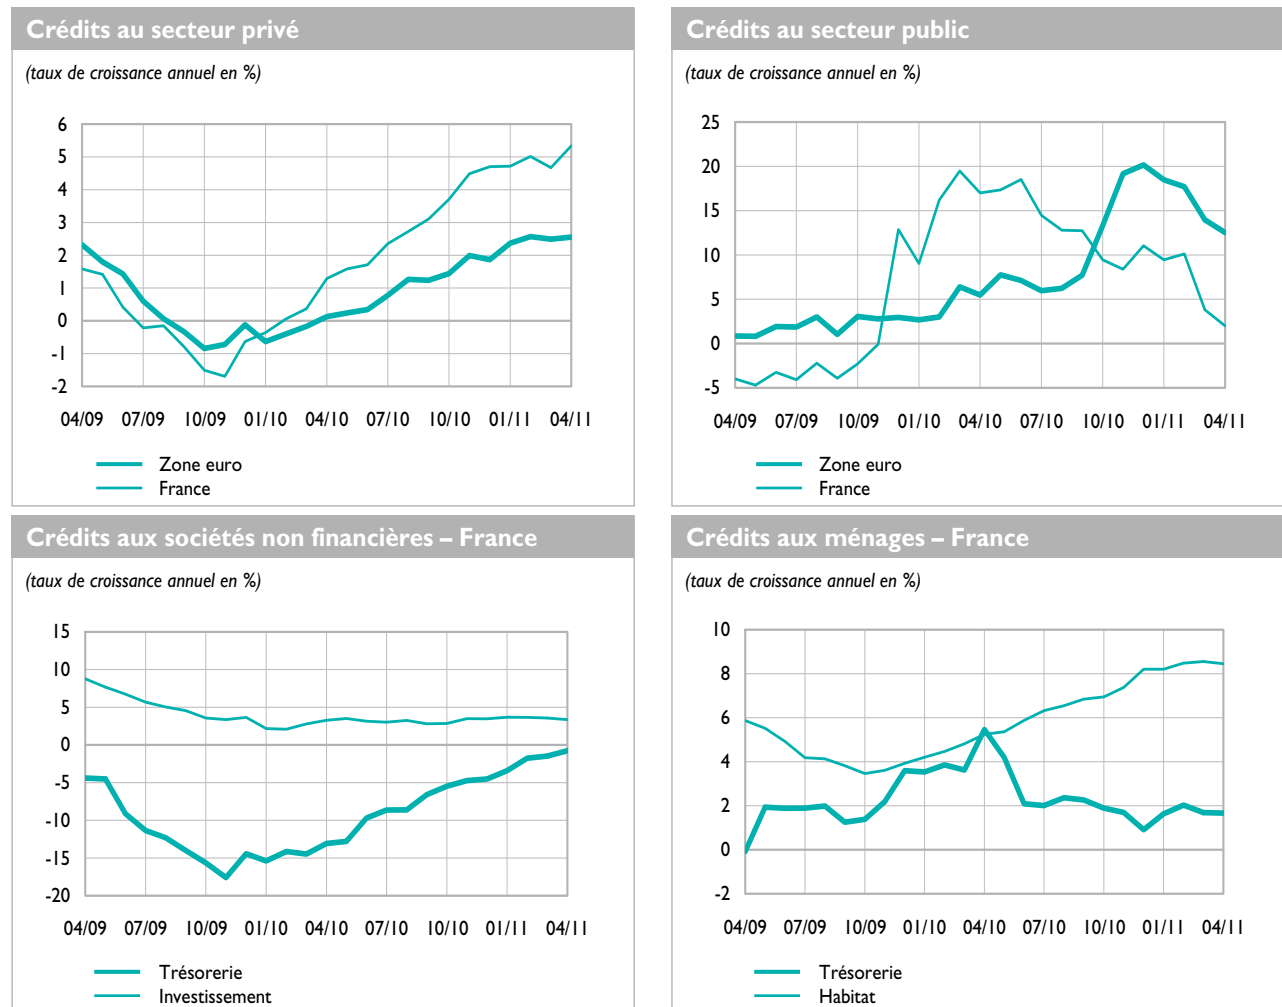 Crédits au secteur privé
(taux de croissance annuel en %)
6
5
4
3
2
1
0
-1
-2
04/09 07/09 10/09 01/10 04/10 07/10 10/10 01/11 04/11
Zone euro
France
Crédits au secteur public
(taux de croissance annuel en %)
25
20
15
10
5
0
-5
04/09 07/09 10/09 01/10 04/10 07/10 10/10 01/11 04/11
Zone euro
France
Crédits aux sociétés non financières – France
(taux de croissance annuel en %)
15
10
5
0
-5
-10
-15
-20
04/09 07/09 10/09 01/10 04/10 07/10 10/10 01/11 04/11
Trésorerie
Investissement
Crédits aux ménages – France
(taux de croissance annuel en %)
10
8
6
4
2
0
-2
04/09 07/09 10/09 01/10 04/10 07/10 10/10 01/11 04/11
Trésorerie
Habitat